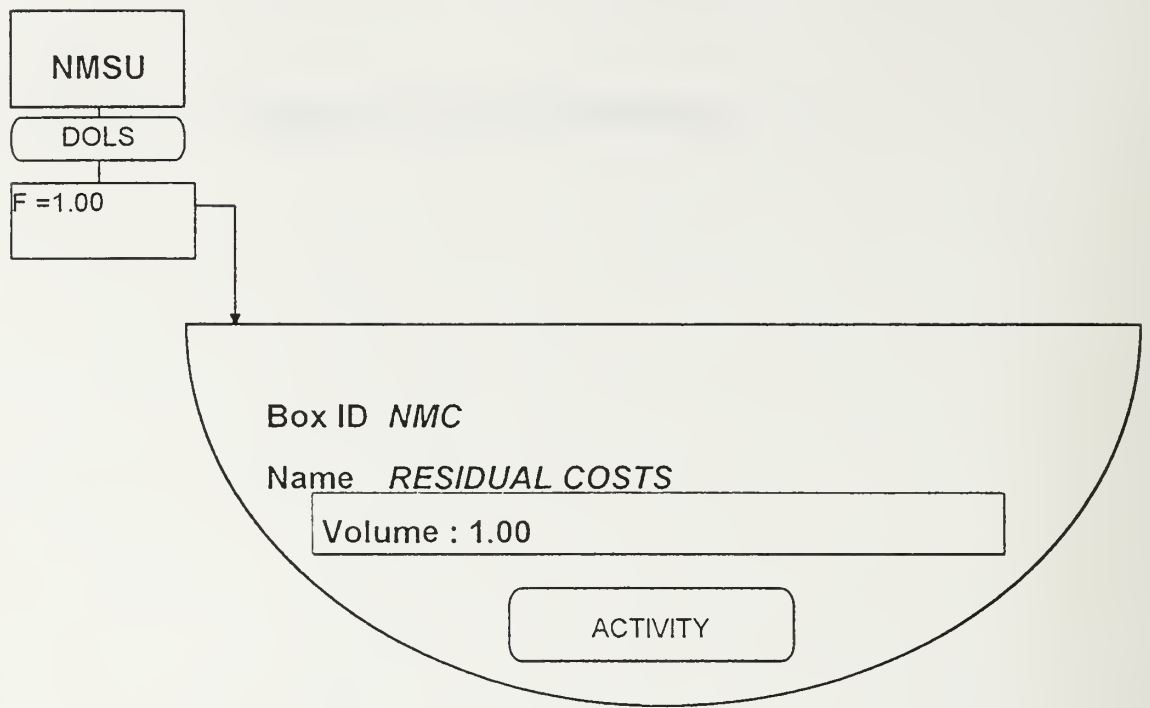 NMSU
DOLS
F =1.00
Box ID NMC
Name RESIDUAL COSTS
Volume : 1.00
ACTIVITY